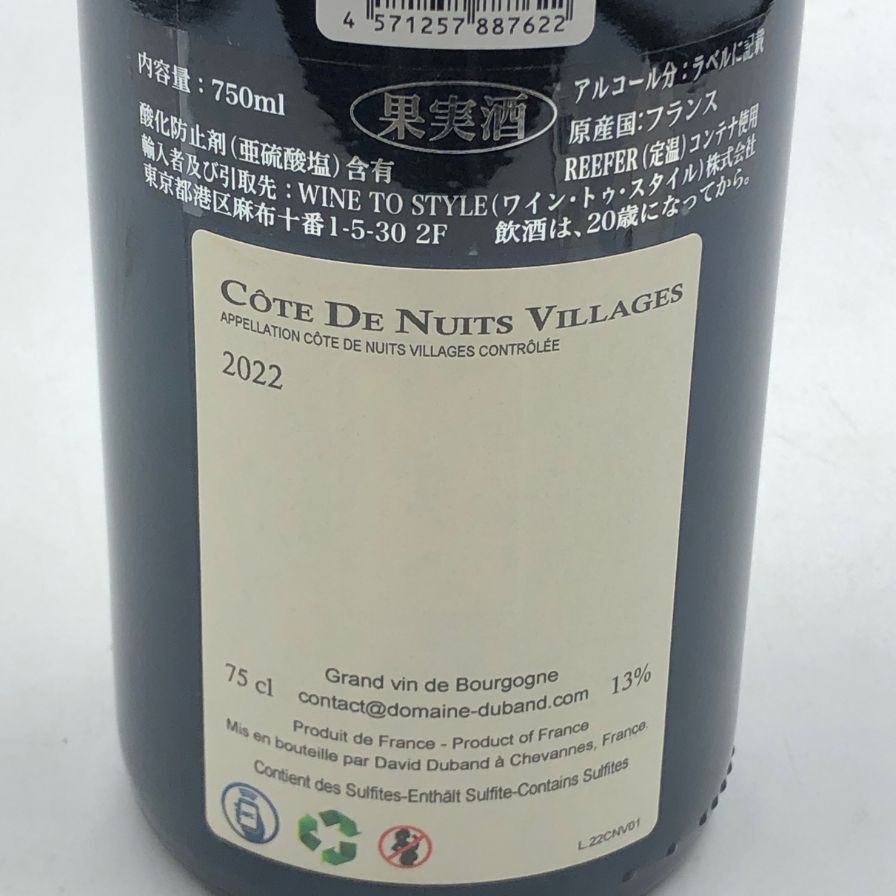 4 571257 887622
内容量：750ml
果実酒
アルコール分：ラベルに記載
原産国：フランス
酸化防止剤（亜硫酸塩）含有
REEFER（定温）コンテナ使用
輸入者及び引取先：WINE TO STYLE（ワイン・トゥ・スタイル）株式会社
東京都港区麻布十番1-5-30 2F
飲酒は、20歳になってから。
CÔTE DE NUITS VILLAGES
APPELLATION CÔTE DE NUITS VILLAGES CONTRÔLÉE
2022
75 cl
Grand vin de Bourgogne
13%
contact@domaine-duband.com
Produit de France - Product of France
Mis en bouteille par David Duband à Chevannes, France.
Contient des Sulfites-Enthält Sulfite-Contains Sulfites
L.22CNV01